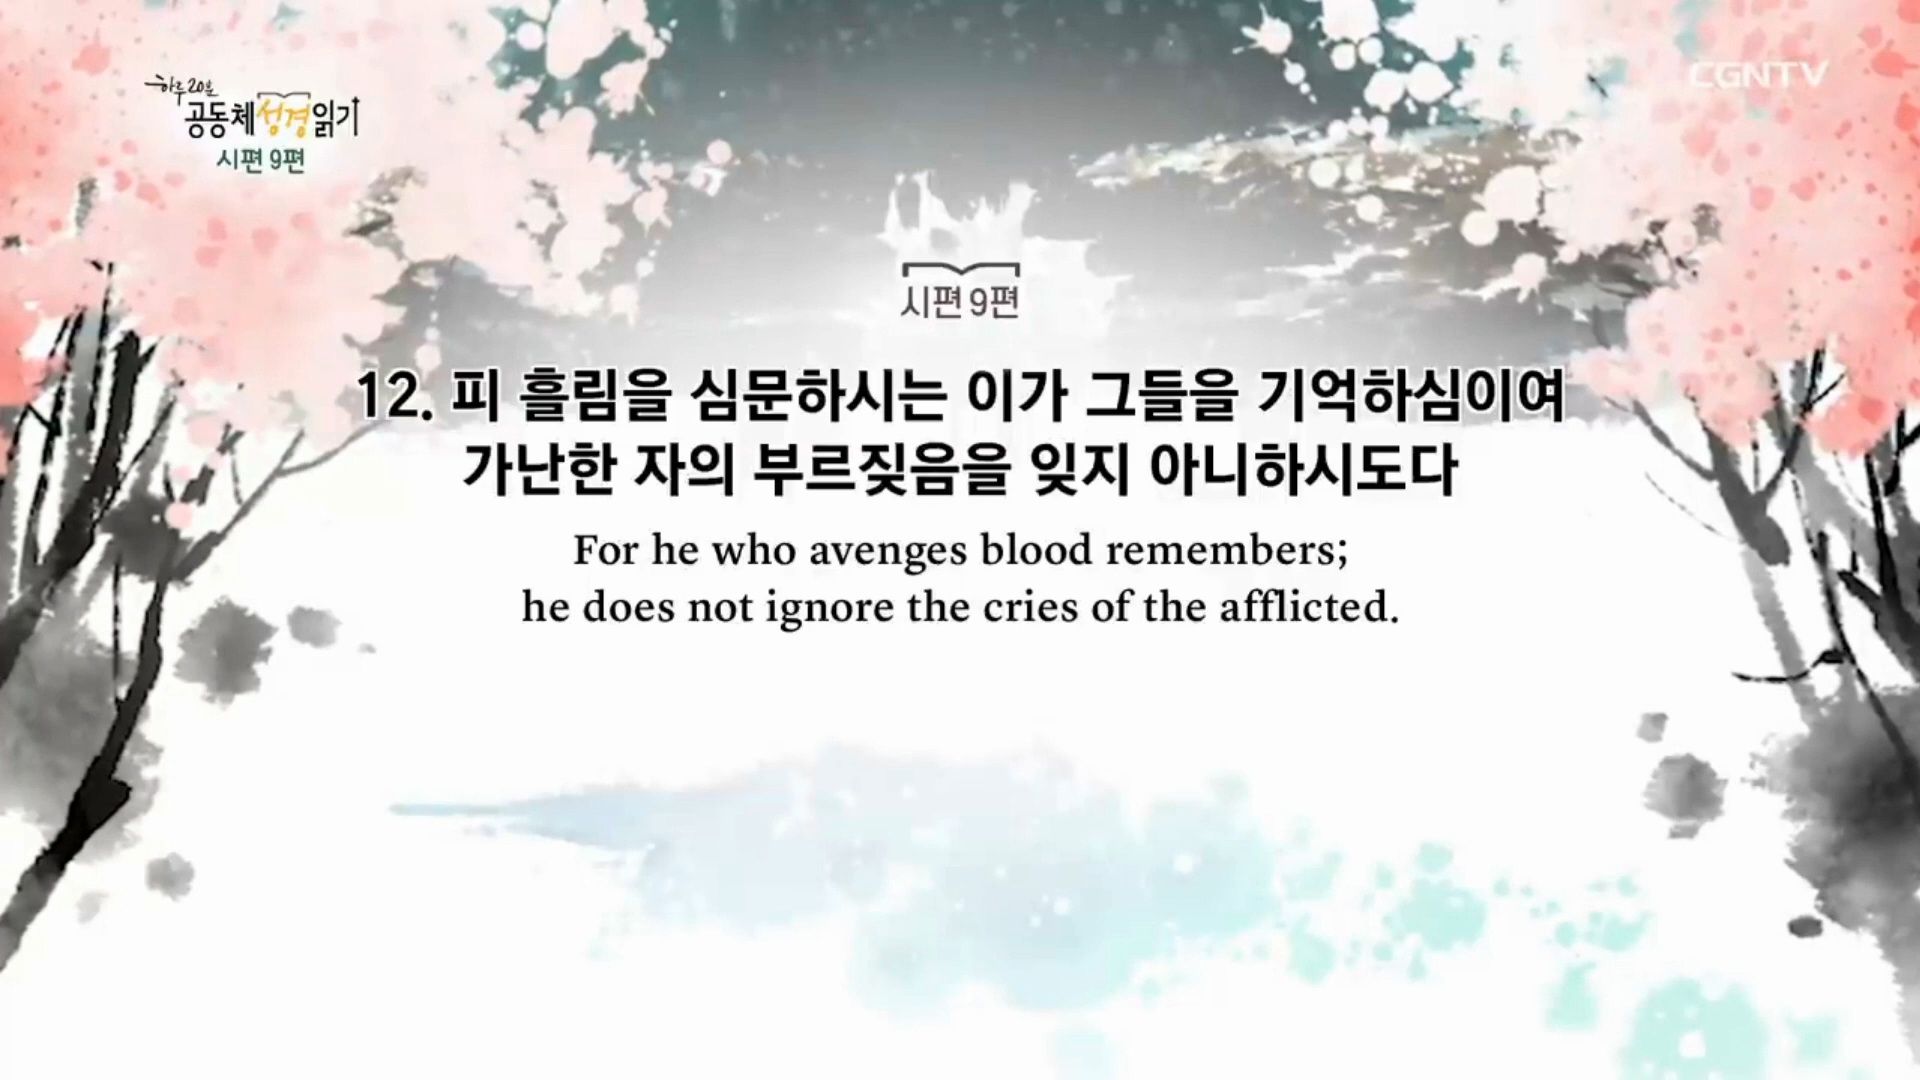 하루 20분
공동체성경읽기
시편 9편
CGNTV
시편 9편
12. 피 흘림을 심문하시는 이가 그들을 기억하심이여
가난한 자의 부르짖음을 잊지 아니하시도다
For he who avenges blood remembers;
he does not ignore the cries of the afflicted.